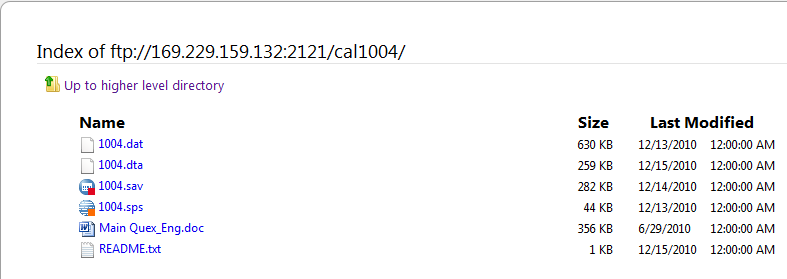 Index of ftp://169.229.159.132:2121/cal1004/
Up to higher level directory
Name Size Last Modified
1004.dat 630 KB 12/13/2010 12:00:00 AM
1004.dta 259 KB 12/15/2010 12:00:00 AM
1004.sav 282 KB 12/14/2010 12:00:00 AM
1004.sps 44 KB 12/13/2010 12:00:00 AM
Main Quex_Eng.doc 356 KB 6/29/2010 12:00:00 AM
README.txt 1 KB 12/15/2010 12:00:00 AM